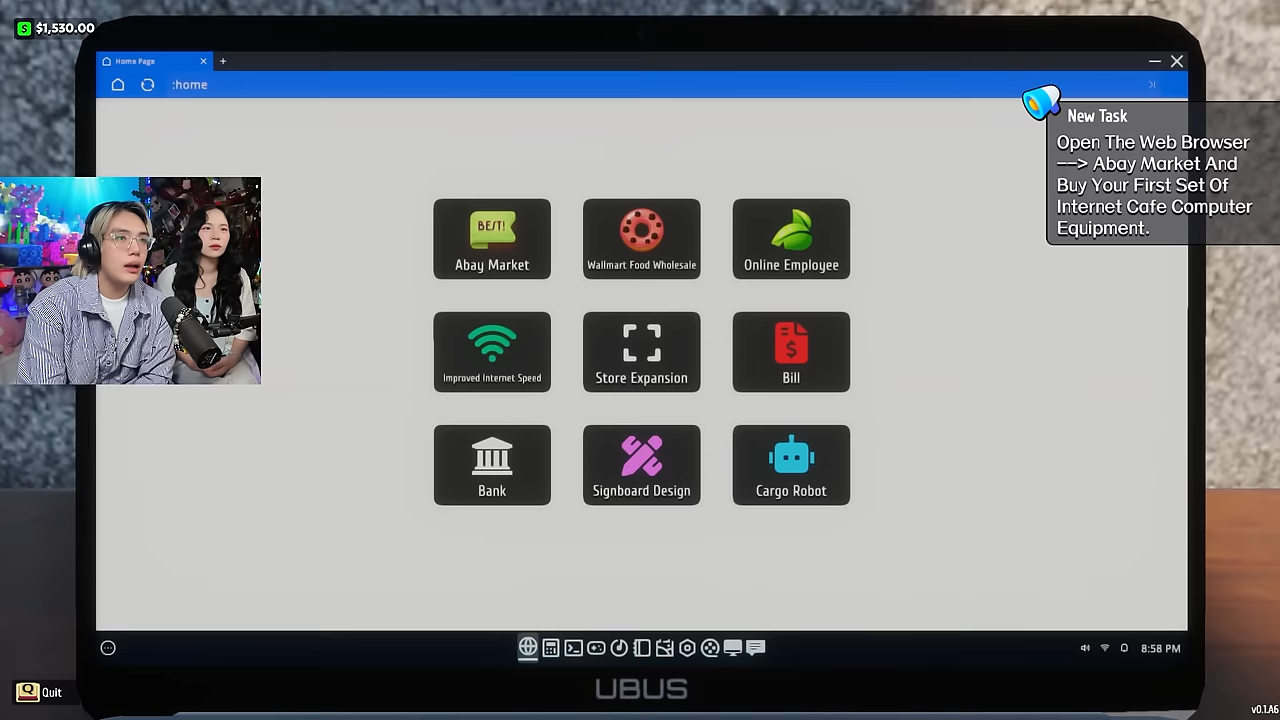 $1,530.00
Home Page
:home
New Task
Open The Web Browser
--> Abay Market And
Buy Your First Set Of
Internet Cafe Computer
Equipment.
BEST!
Abay Market
Wallmart Food Wholesale
Online Employee
Improved Internet Speed
Store Expansion
Bill
Bank
Signboard Design
Cargo Robot
8:58 PM
UBUS
Q Quit
v0.1.A6